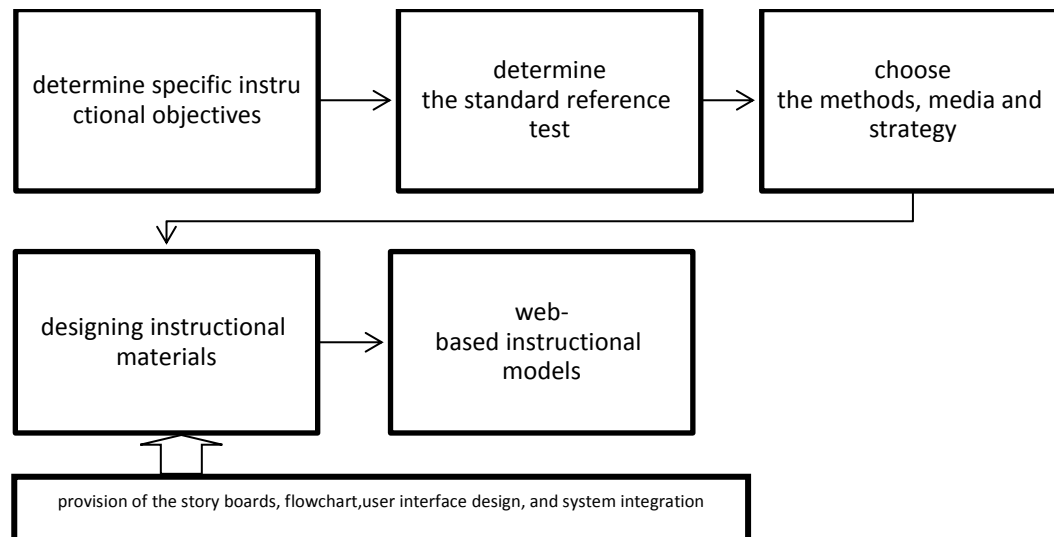 determine specific instru
ctional objectives
determine
the standard reference
test
choose
the methods, media and
strategy
designing instructional
materials
web-
based instructional
models
provision of the story boards, flowchart,user interface design, and system integration